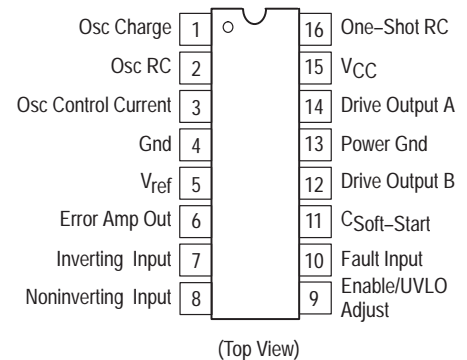 Osc Charge 1 16 One–Shot RC
Osc RC 2 15 VCC
Osc Control Current 3 14 Drive Output A
Gnd 4 13 Power Gnd
Vref 5 12 Drive Output B
Error Amp Out 6 11 CSoft–Start
Inverting Input 7 10 Fault Input
Noninverting Input 8 9 Enable/UVLO
Adjust
(Top View)